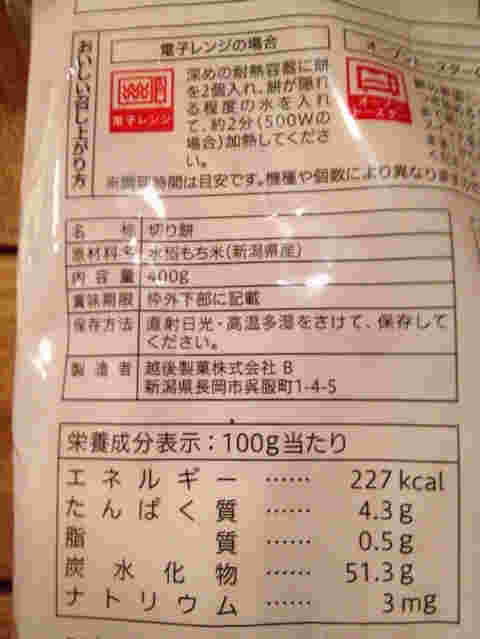 おいしい召し上がり方
電子レンジの場合
電子レンジ
深めの耐熱容器に餅
を2個入れ、餅が隠れ
る程度の水を入れ
て、約2分(500Wの
場合)加熱してくださ
い。
オーブントースター
※調理時間は目安です。機種や個数により異なり
名 称 切り餅
原材料名 水稲もち米(新潟県産)
内 容 量 400g
賞味期限 枠外下部に記載
保存方法 直射日光・高温多湿をさけて、保存して
ください。
製 造 者 越後製菓株式会社 B
新潟県長岡市呉服町1-4-5
栄養成分表示：100g当たり
エネルギー …… 227 kcal
たんぱく質 …… 4.3 g
脂 質 …… 0.5 g
炭水化物 …… 51.3 g
ナトリウム …… 3 mg